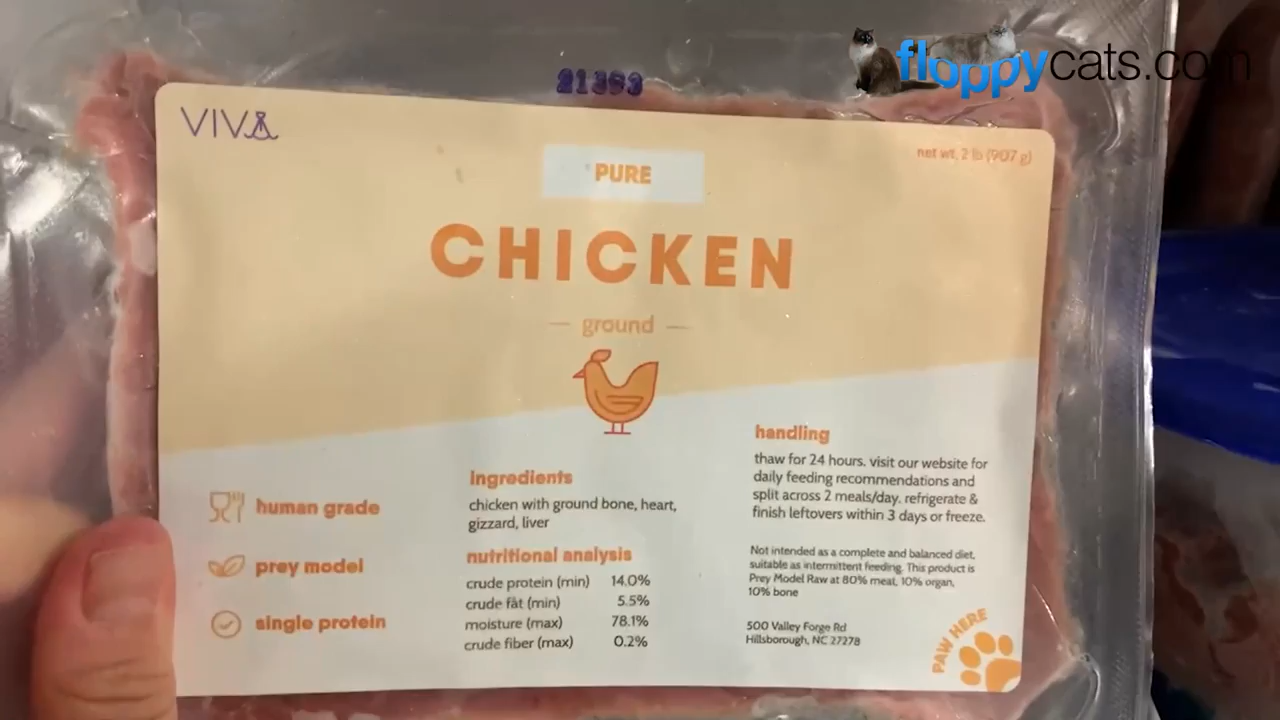 floppycats.com
21393
VIVA
net wt. 2 lb (907 g)
PURE
CHICKEN
ground
human grade
prey model
single protein
Ingredients
chicken with ground bone, heart,
gizzard, liver
nutritional analysis
crude protein (min) 14.0%
crude fat (min) 5.5%
moisture (max) 78.1%
crude fiber (max) 0.2%
handling
thaw for 24 hours. visit our website for
daily feeding recommendations and
split across 2 meals/day. refrigerate &
finish leftovers within 3 days or freeze.
Not intended as a complete and balanced diet,
suitable as intermittent feeding. This product is
Prey Model Raw at 80% meat, 10% organ,
10% bone
500 Valley Forge Rd
Hillsborough, NC 27278
PAW HERE